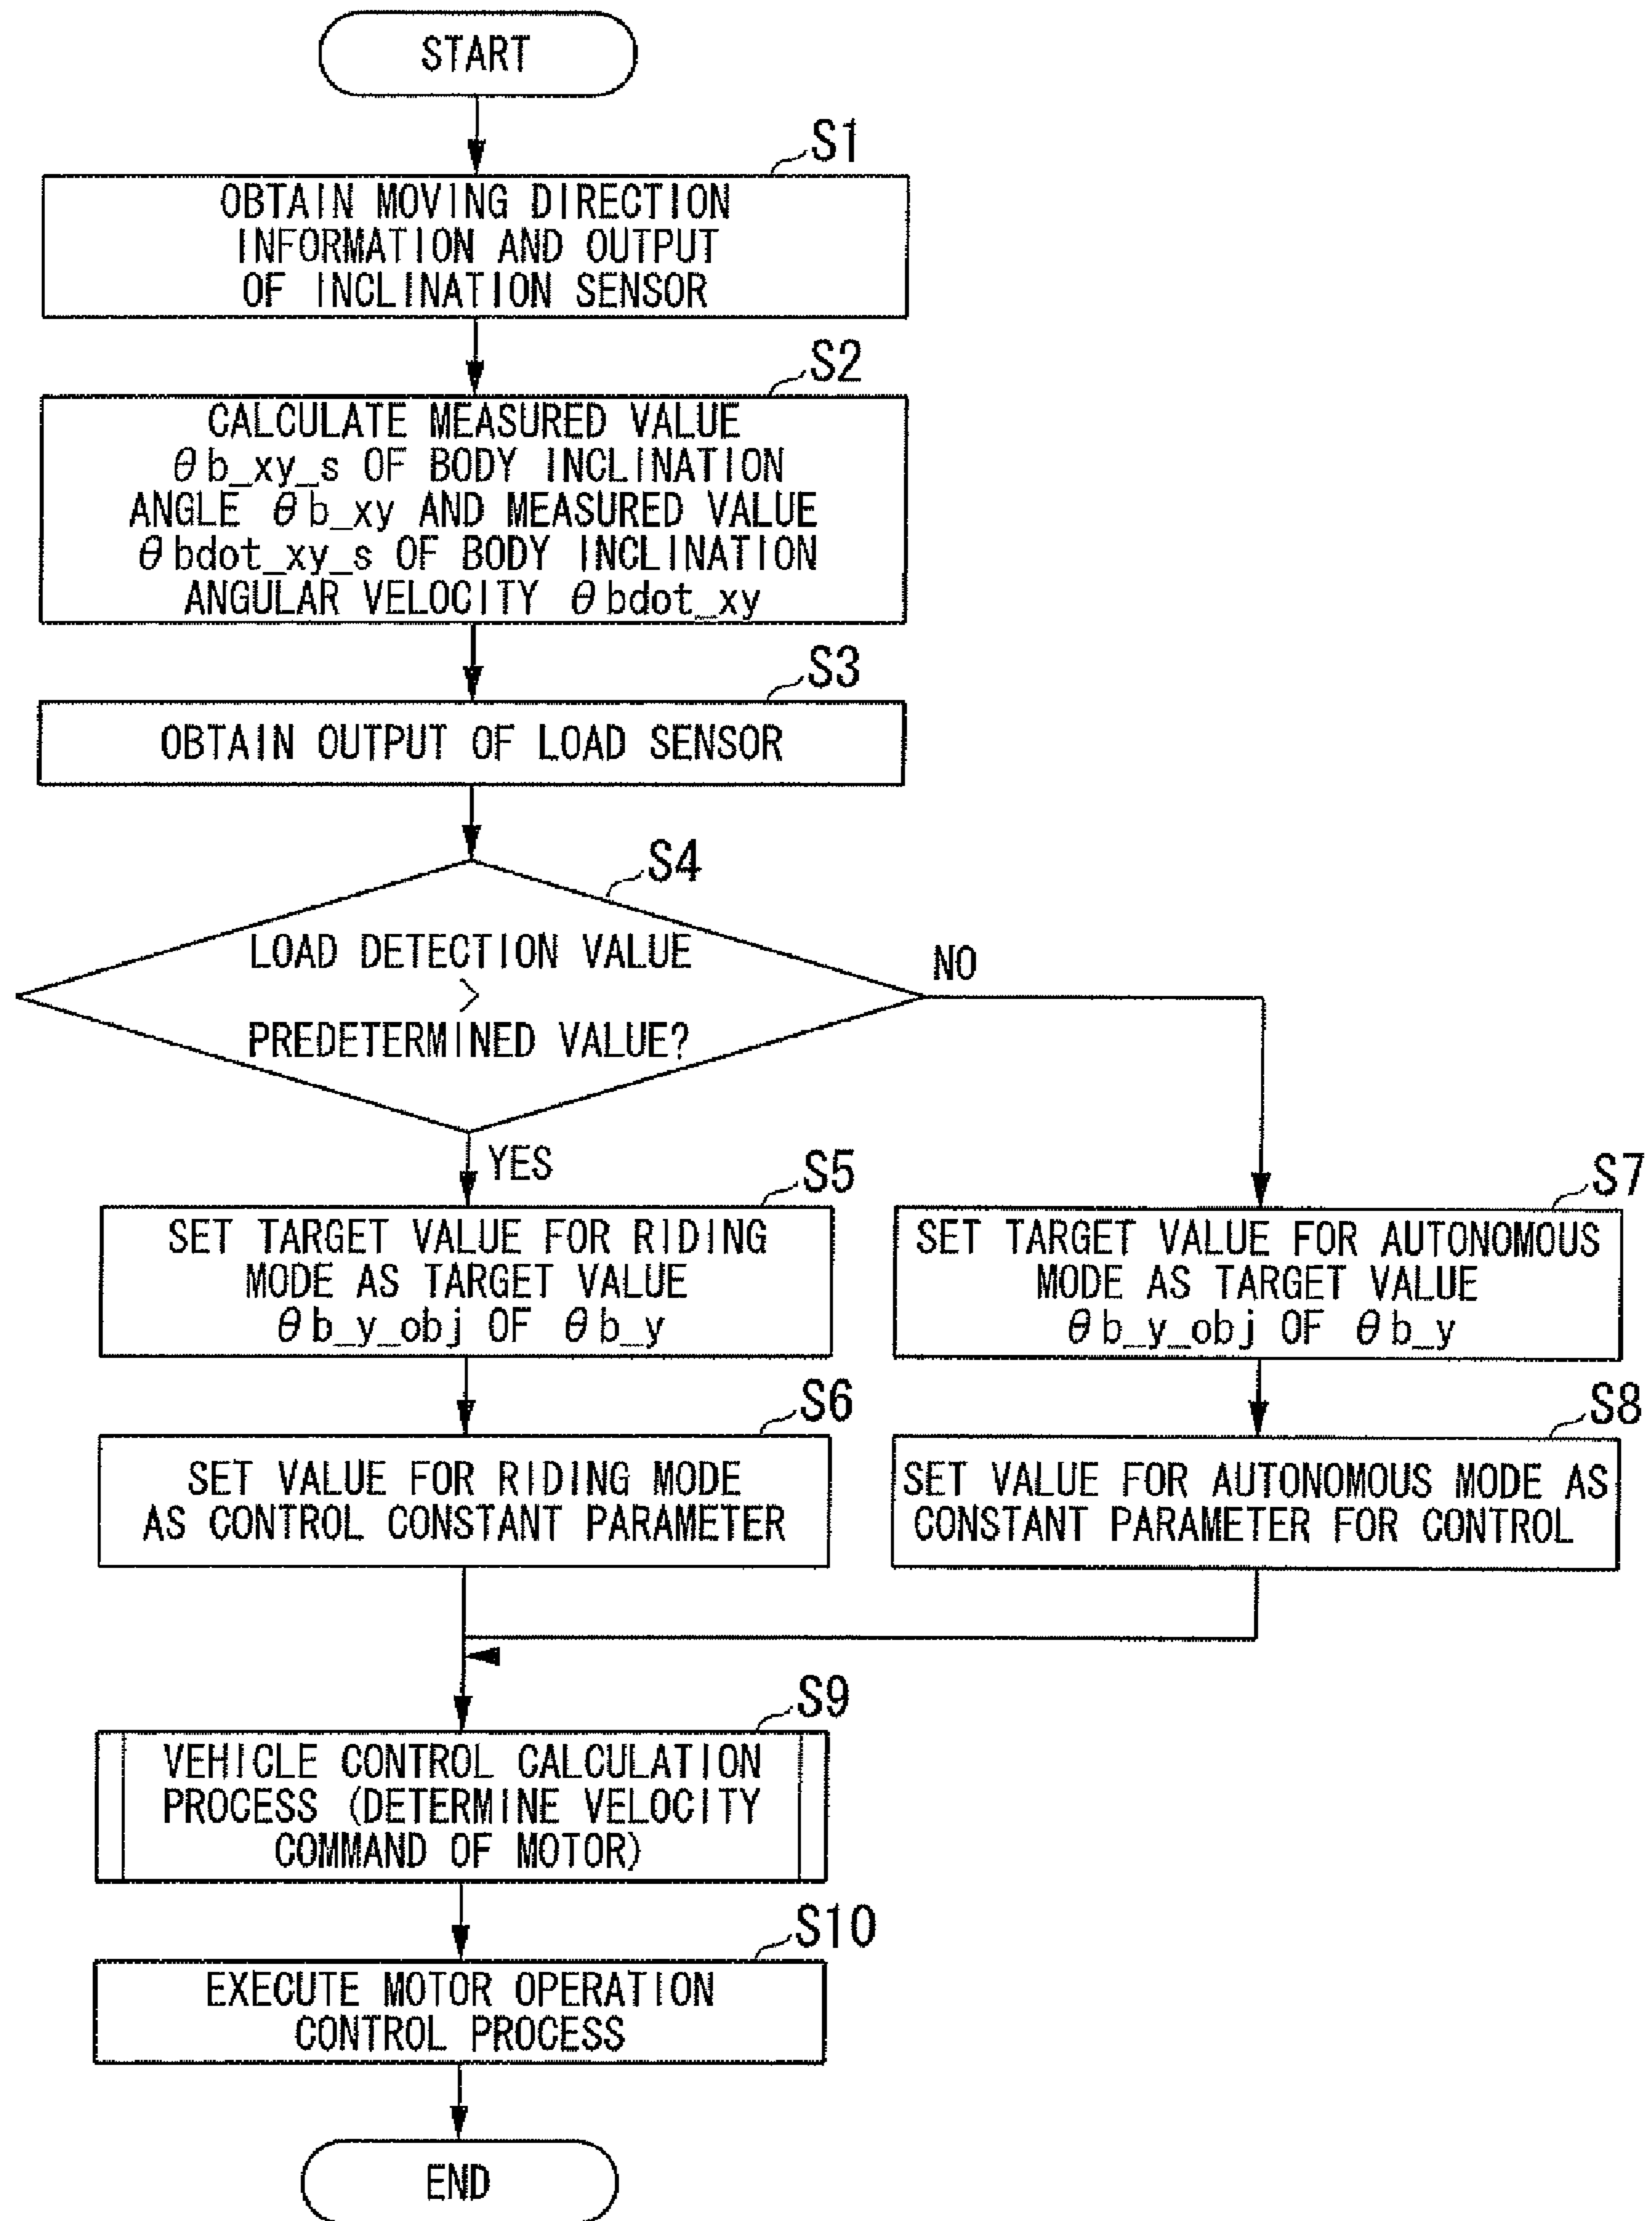 START
S1
OBTAIN MOVING DIRECTION
INFORMATION AND OUTPUT
OF INCLINATION SENSOR
S2
CALCULATE MEASURED VALUE
θb_xy_s OF BODY INCLINATION
ANGLE θb_xy AND MEASURED VALUE
θbdot_xy_s OF BODY INCLINATION
ANGULAR VELOCITY θbdot_xy
S3
OBTAIN OUTPUT OF LOAD SENSOR
S4
LOAD DETECTION VALUE
>
PREDETERMINED VALUE?
NO
YES
S5
SET TARGET VALUE FOR RIDING
MODE AS TARGET VALUE
θb_y_obj OF θb_y
S7
SET TARGET VALUE FOR AUTONOMOUS
MODE AS TARGET VALUE
θb_y_obj OF θb_y
S6
SET VALUE FOR RIDING MODE
AS CONTROL CONSTANT PARAMETER
S8
SET VALUE FOR AUTONOMOUS MODE AS
CONSTANT PARAMETER FOR CONTROL
S9
VEHICLE CONTROL CALCULATION
PROCESS (DETERMINE VELOCITY
COMMAND OF MOTOR)
S10
EXECUTE MOTOR OPERATION
CONTROL PROCESS
END